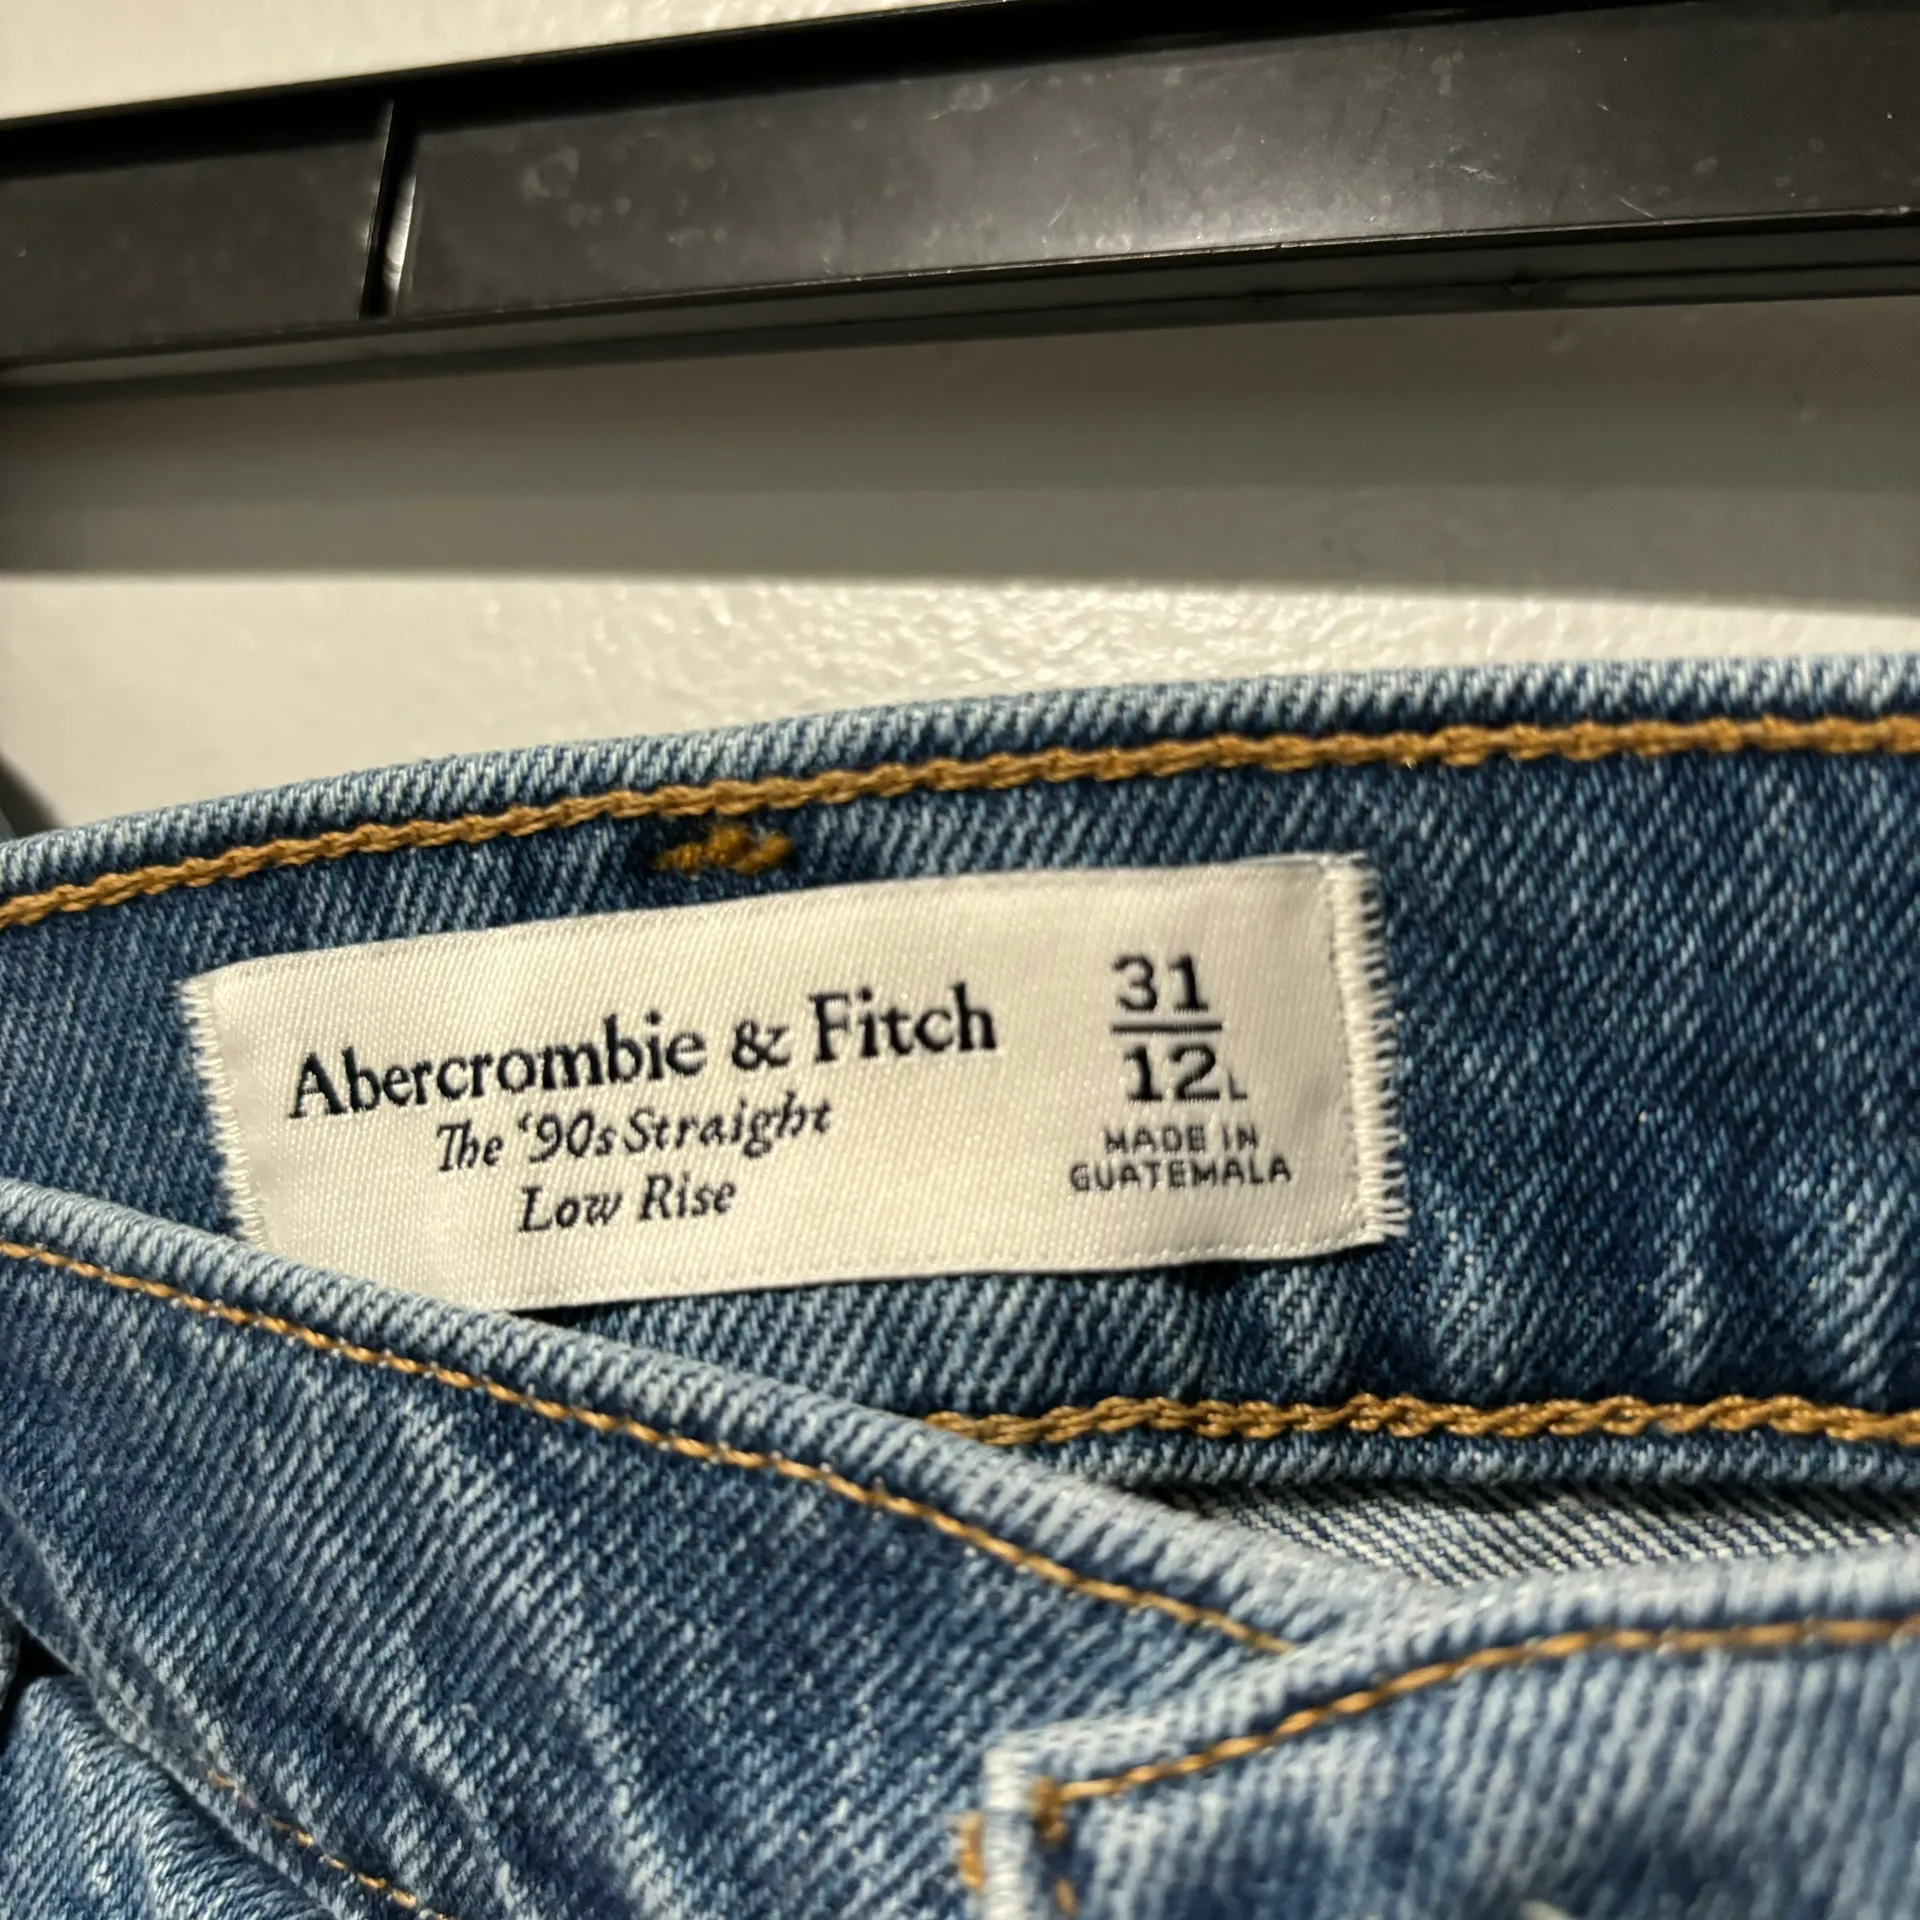 Abercrombie & Fitch
The ‘90s Straight
Low Rise
31
12L
MADE IN
GUATEMALA